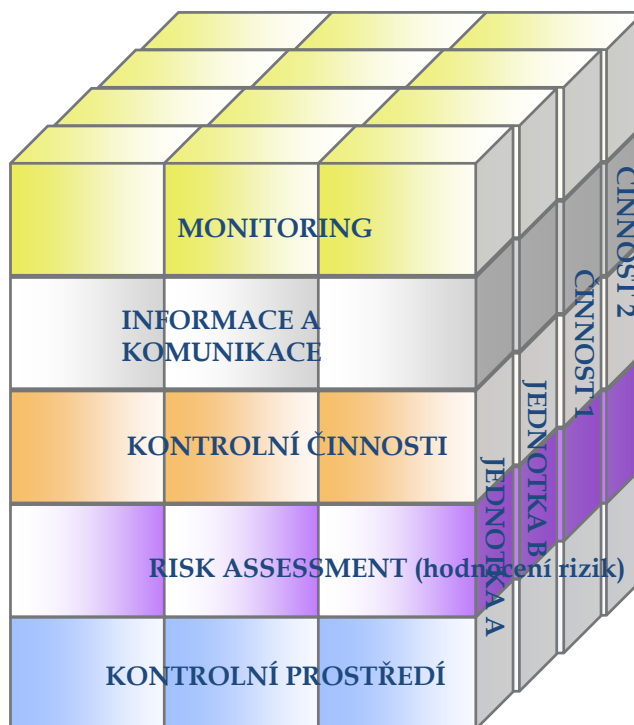 MONITORING
INFORMACE A
KOMUNIKACE
KONTROLNÍ ČINNOSTI
RISK ASSESSMENT (hodnocení rizik)
KONTROLNÍ PROSTŘEDÍ
JEDNOTKA A
JEDNOTKA B
ČINNOST 1
ČINNOST 2